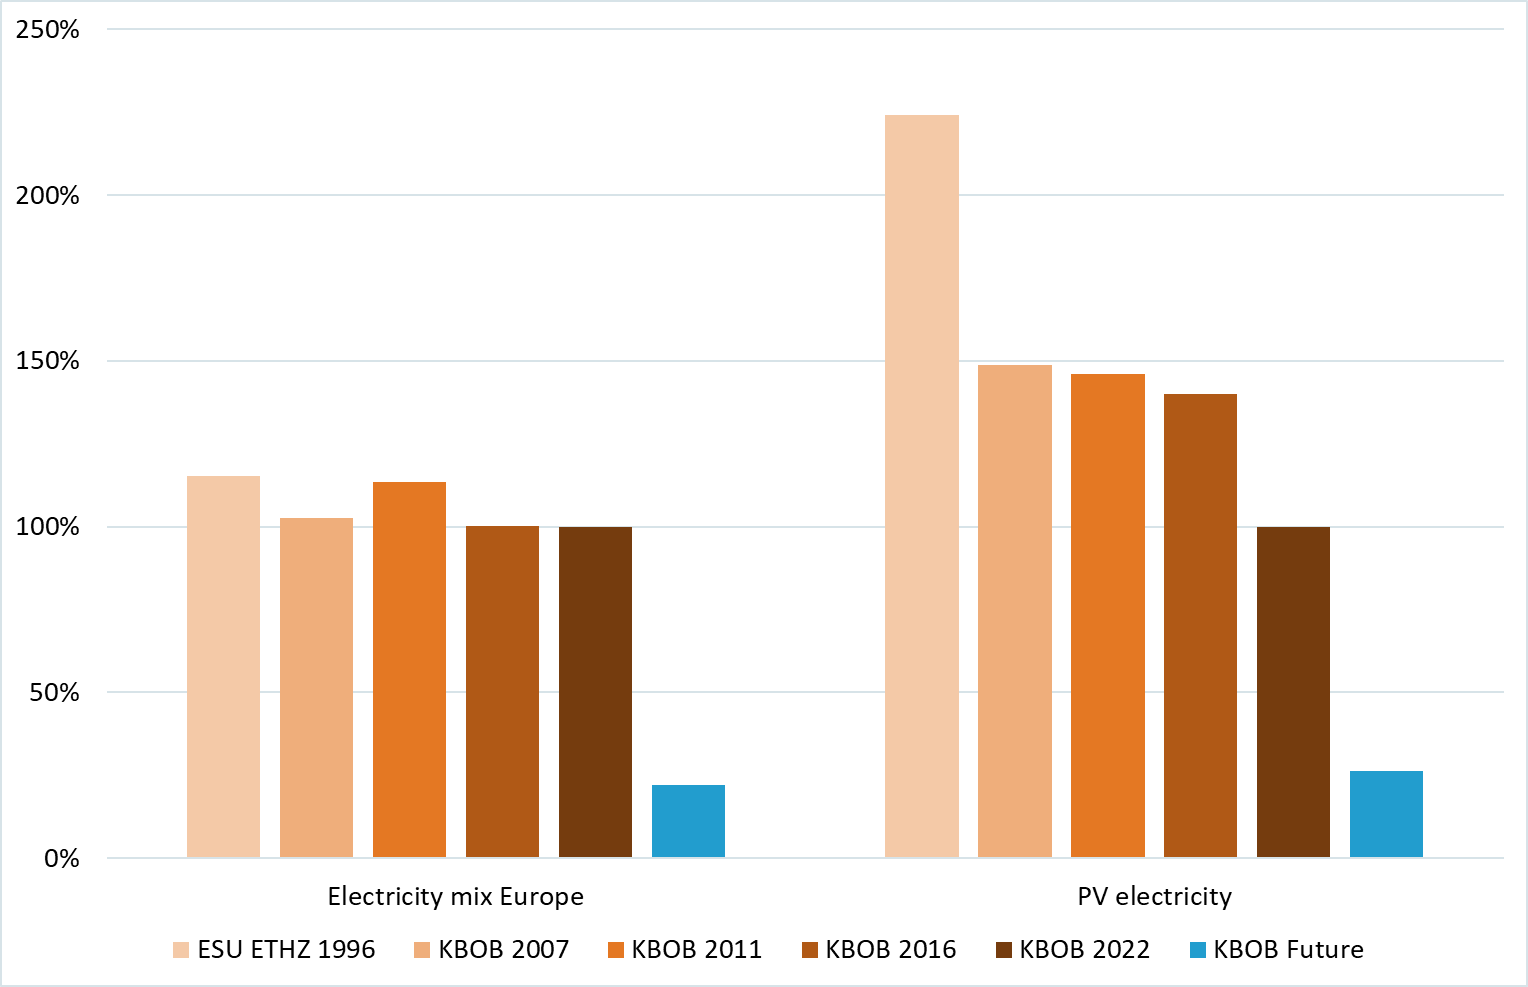 250%
200%
150%
100%
50%
0%
Electricity mix Europe
PV electricity
ESU ETHZ 1996 KBOB 2007 KBOB 2011 KBOB 2016 KBOB 2022 KBOB Future